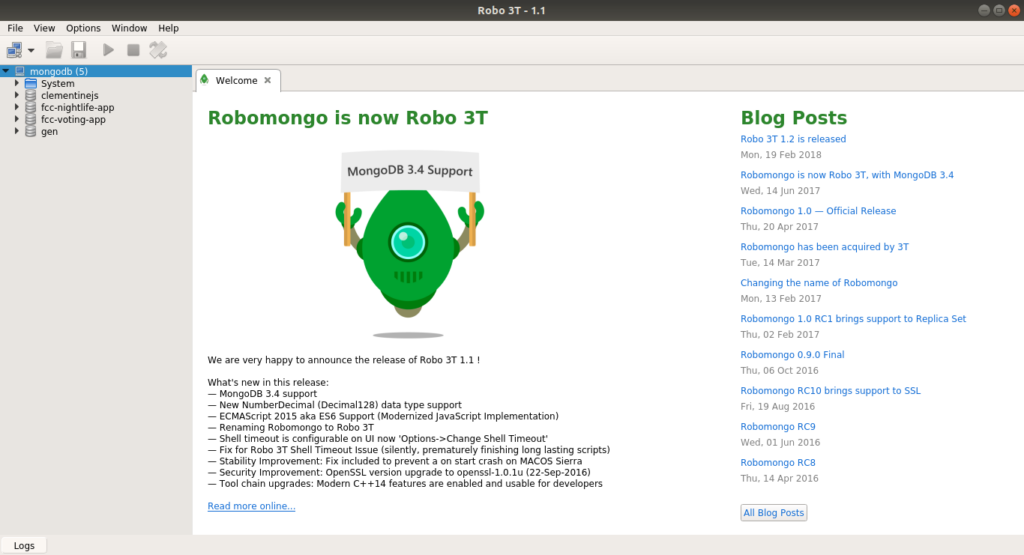 Robo 3T - 1.1
File View Options Window Help
mongodb (5)
System
clementinejs
fcc-nightlife-app
fcc-voting-app
gen
Welcome
Robomongo is now Robo 3T
MongoDB 3.4 Support
We are very happy to announce the release of Robo 3T 1.1 !
What's new in this release:
— MongoDB 3.4 support
— New NumberDecimal (Decimal128) data type support
— ECMAScript 2015 aka ES6 Support (Modernized JavaScript Implementation)
— Renaming Robomongo to Robo 3T
— Shell timeout is configurable on UI now 'Options->Change Shell Timeout'
— Fix for Robo 3T Shell Timeout Issue (silently, prematurely finishing long lasting scripts)
— Stability Improvement: Fix included to prevent a on start crash on MACOS Sierra
— Security Improvement: OpenSSL version upgrade to openssl-1.0.1u (22-Sep-2016)
— Tool chain upgrades: Modern C++14 features are enabled and usable for developers
Read more online...
Blog Posts
Robo 3T 1.2 is released
Mon, 19 Feb 2018
Robomongo is now Robo 3T, with MongoDB 3.4
Wed, 14 Jun 2017
Robomongo 1.0 — Official Release
Thu, 20 Apr 2017
Robomongo has been acquired by 3T
Tue, 14 Mar 2017
Changing the name of Robomongo
Mon, 13 Feb 2017
Robomongo 1.0 RC1 brings support to Replica Set
Thu, 02 Feb 2017
Robomongo 0.9.0 Final
Thu, 06 Oct 2016
Robomongo RC10 brings support to SSL
Fri, 19 Aug 2016
Robomongo RC9
Wed, 01 Jun 2016
Robomongo RC8
Thu, 14 Apr 2016
All Blog Posts
Logs